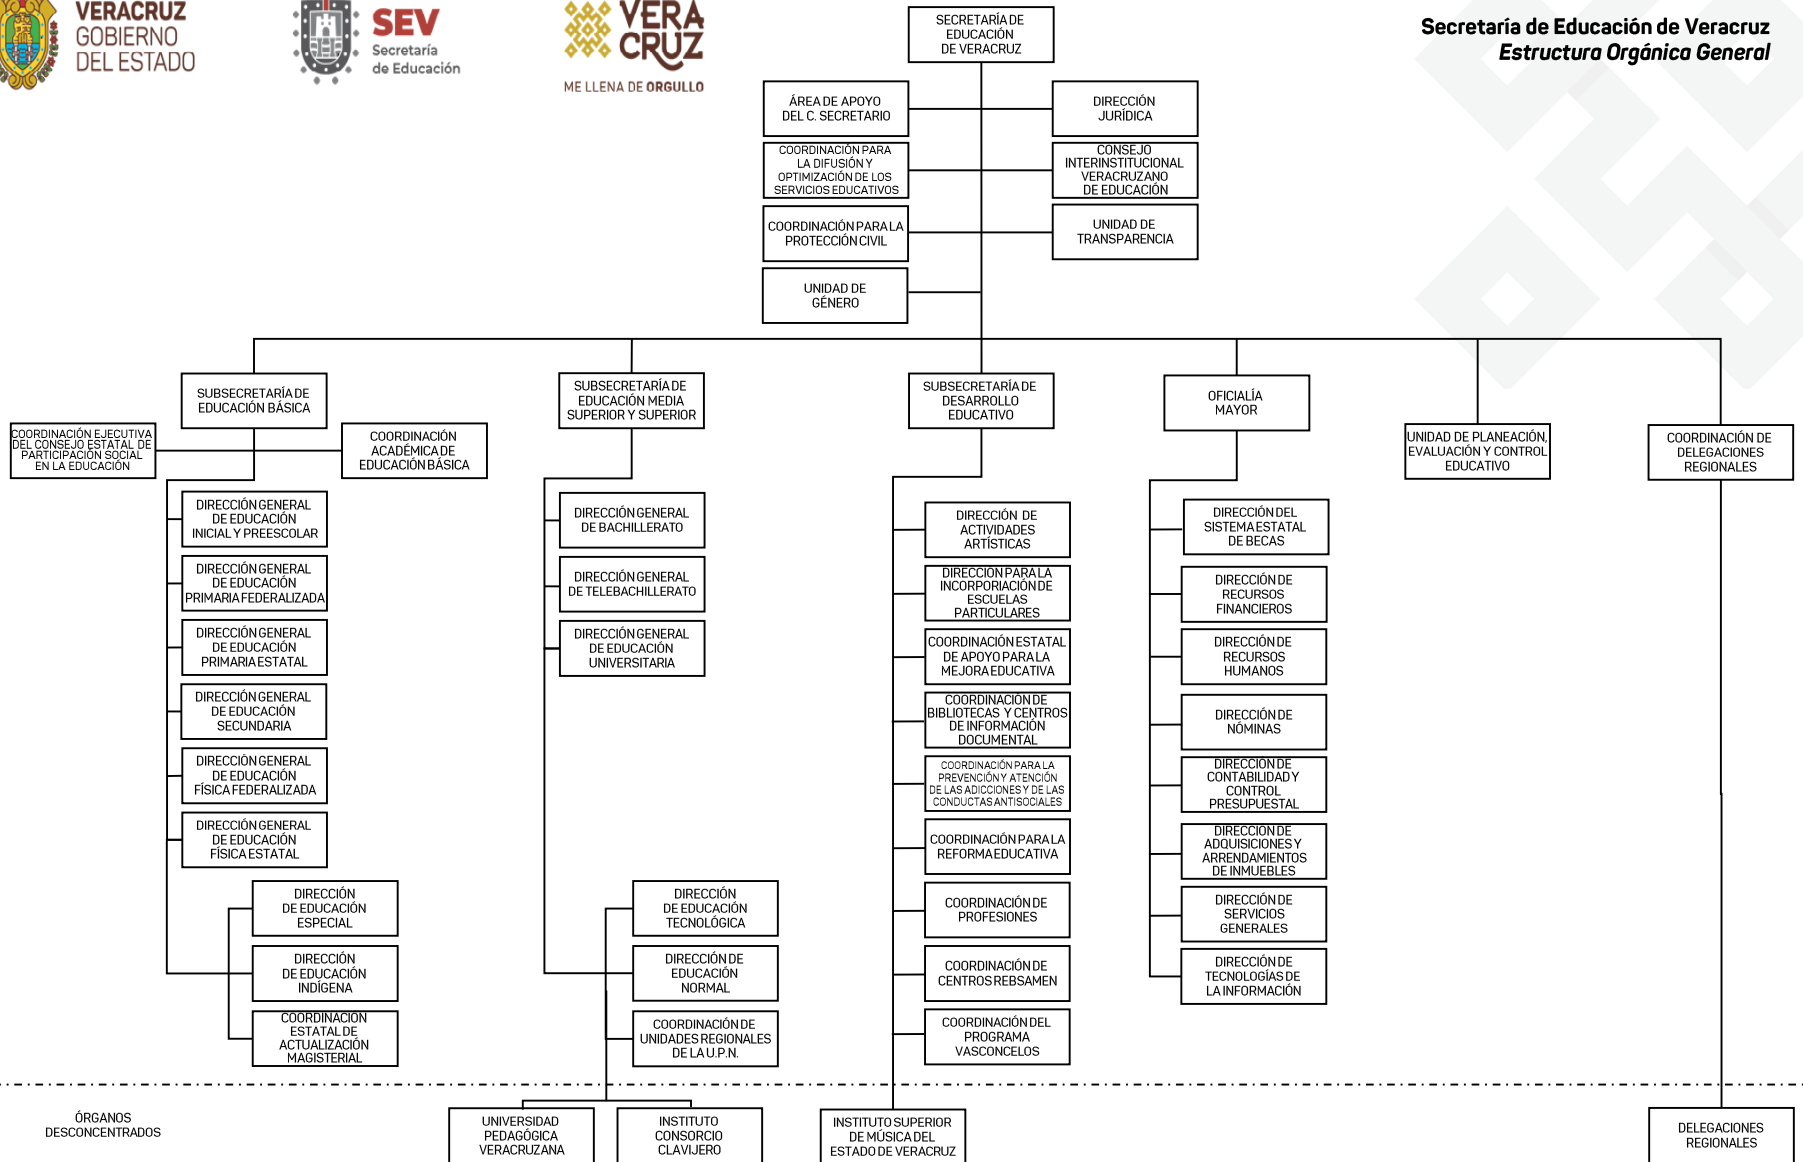 VERACRUZ
GOBIERNO
DEL ESTADO
SEV
Secretaría
de Educación
VERA
CRUZ
ME LLENA DE ORGULLO
Secretaría de Educación de Veracruz
Estructura Orgánica General
SECRETARÍA DE
EDUCACIÓN
DE VERACRUZ
ÁREA DE APOYO
DEL C. SECRETARIO
DIRECCIÓN
JURÍDICA
COORDINACIÓN PARA
LA DIFUSIÓN Y
OPTIMIZACIÓN DE LOS
SERVICIOS EDUCATIVOS
CONSEJO
INTERINSTITUCIONAL
VERACRUZANO
DE EDUCACIÓN
COORDINACIÓN PARA LA
PROTECCIÓN CIVIL
UNIDAD DE
TRANSPARENCIA
UNIDAD DE
GÉNERO
SUBSECRETARÍA DE
EDUCACIÓN BÁSICA
SUBSECRETARÍA DE
EDUCACIÓN MEDIA
SUPERIOR Y SUPERIOR
SUBSECRETARÍA DE
DESARROLLO
EDUCATIVO
OFICIALÍA
MAYOR
UNIDAD DE PLANEACIÓN,
EVALUACIÓN Y CONTROL
EDUCATIVO
COORDINACIÓN DE
DELEGACIONES
REGIONALES
COORDINACIÓN EJECUTIVA
DEL CONSEJO ESTATAL DE
PARTICIPACIÓN SOCIAL
EN LA EDUCACIÓN
COORDINACIÓN
ACADÉMICA DE
EDUCACIÓN BÁSICA
DIRECCIÓN GENERAL
DE EDUCACIÓN
INICIAL Y PREESCOLAR
DIRECCIÓN GENERAL
DE EDUCACIÓN
PRIMARIA FEDERALIZADA
DIRECCIÓN GENERAL
DE EDUCACIÓN
PRIMARIA ESTATAL
DIRECCIÓN GENERAL
DE EDUCACIÓN
SECUNDARIA
DIRECCIÓN GENERAL
DE EDUCACIÓN
FÍSICA FEDERALIZADA
DIRECCIÓN GENERAL
DE EDUCACIÓN
FÍSICA ESTATAL
DIRECCIÓN
DE EDUCACIÓN
ESPECIAL
DIRECCIÓN
DE EDUCACIÓN
INDÍGENA
COORDINACIÓN
ESTATAL DE
ACTUALIZACIÓN
MAGISTERIAL
DIRECCIÓN GENERAL
DE BACHILLERATO
DIRECCIÓN GENERAL
DE TELEBACHILLERATO
DIRECCIÓN GENERAL
DE EDUCACIÓN
UNIVERSITARIA
DIRECCIÓN
DE EDUCACIÓN
TECNOLÓGICA
DIRECCIÓN DE
EDUCACIÓN
NORMAL
COORDINACIÓN DE
UNIDADES REGIONALES
DE LA U.P.N.
DIRECCIÓN DE
ACTIVIDADES
ARTÍSTICAS
DIRECCIÓN PARA LA
INCORPORIACIÓN DE
ESCUELAS
PARTICULARES
COORDINACIÓN ESTATAL
DE APOYO PARA LA
MEJORA EDUCATIVA
COORDINACIÓN DE
BIBLIOTECAS Y CENTROS
DE INFORMACIÓN
DOCUMENTAL
COORDINACIÓN PARA LA
PREVENCIÓN Y ATENCIÓN
DE LAS ADICCIONES Y DE LAS
CONDUCTAS ANTISOCIALES
COORDINACIÓN PARA LA
REFORMA EDUCATIVA
COORDINACIÓN DE
PROFESIONES
COORDINACIÓN DE
CENTROS REBSAMEN
COORDINACIÓN DEL
PROGRAMA
VASCONCELOS
DIRECCIÓN DEL
SISTEMA ESTATAL
DE BECAS
DIRECCIÓN DE
RECURSOS
FINANCIEROS
DIRECCIÓN DE
RECURSOS
HUMANOS
DIRECCIÓN DE
NÓMINAS
DIRECCIÓN DE
CONTABILIDAD Y
CONTROL
PRESUPUESTAL
DIRECCIÓN DE
ADQUISICIONES Y
ARRENDAMIENTOS
DE INMUEBLES
DIRECCIÓN DE
SERVICIOS
GENERALES
DIRECCIÓN DE
TECNOLOGÍAS DE
LA INFORMACIÓN
ÓRGANOS
DESCONCENTRADOS
UNIVERSIDAD
PEDAGÓGICA
VERACRUZANA
INSTITUTO
CONSORCIO
CLAVIJERO
INSTITUTO SUPERIOR
DE MÚSICA DEL
ESTADO DE VERACRUZ
DELEGACIONES
REGIONALES